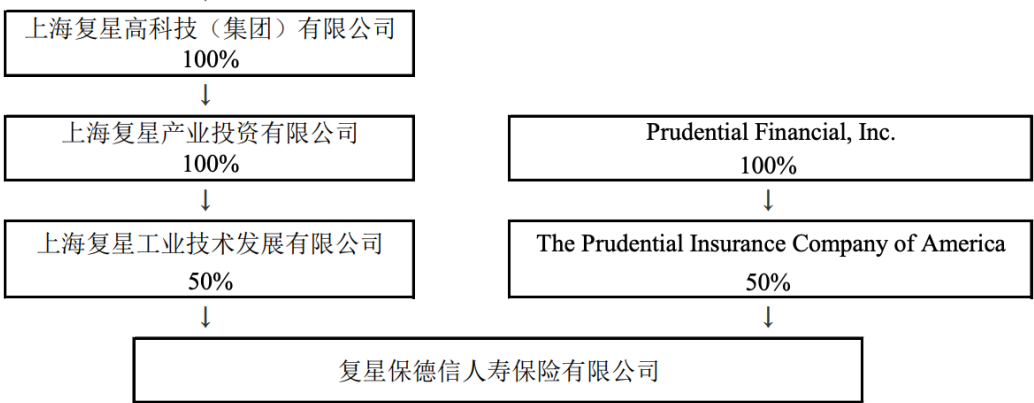 上海复星高科技（集团）有限公司
100%
↓
上海复星产业投资有限公司
100%
↓
上海复星工业技术发展有限公司
50%
↓
Prudential Financial, Inc.
100%
↓
The Prudential Insurance Company of America
50%
↓
复星保德信人寿保险有限公司